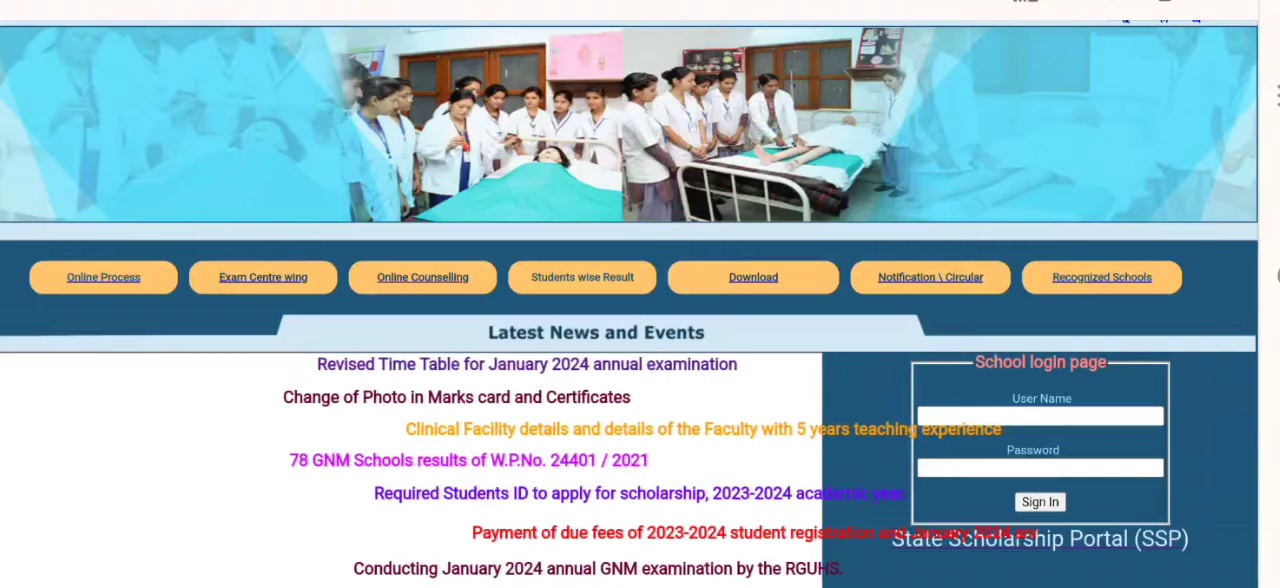 Online Process
Exam Centre wing
Online Counselling
Students wise Result
Download
Notification \ Circular
Recognized Schools
Latest News and Events
Revised Time Table for January 2024 annual examination
Change of Photo in Marks card and Certificates
Clinical Facility details and details of the Faculty with 5 years teaching experience
78 GNM Schools results of W.P.No. 24401 / 2021
Required Students ID to apply for scholarship, 2023-2024 academic year
Payment of due fees of 2023-2024 student registration and January 2024
Conducting January 2024 annual GNM examination by the RGUHS.
School login page
User Name
Password
Sign In
State Scholarship Portal (SSP)